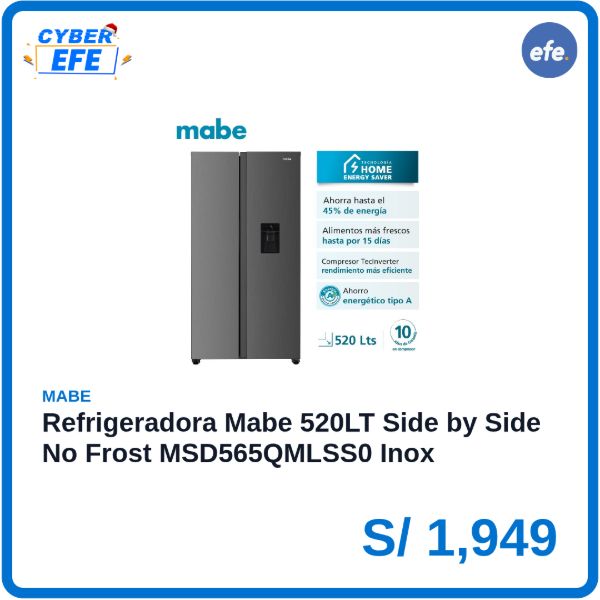 CYBER
EFE
efe.
mabe
TECNOLOGÍA
HOME
ENERGY SAVER
Ahorra hasta el
45% de energía
Alimentos más frescos
hasta por 15 días
Compresor TecInverter
rendimiento más eficiente
Ahorro
energético tipo A
520 Lts
10
en compresor
MABE
Refrigeradora Mabe 520LT Side by Side
No Frost MSD565QMLSS0 Inox
S/ 1,949